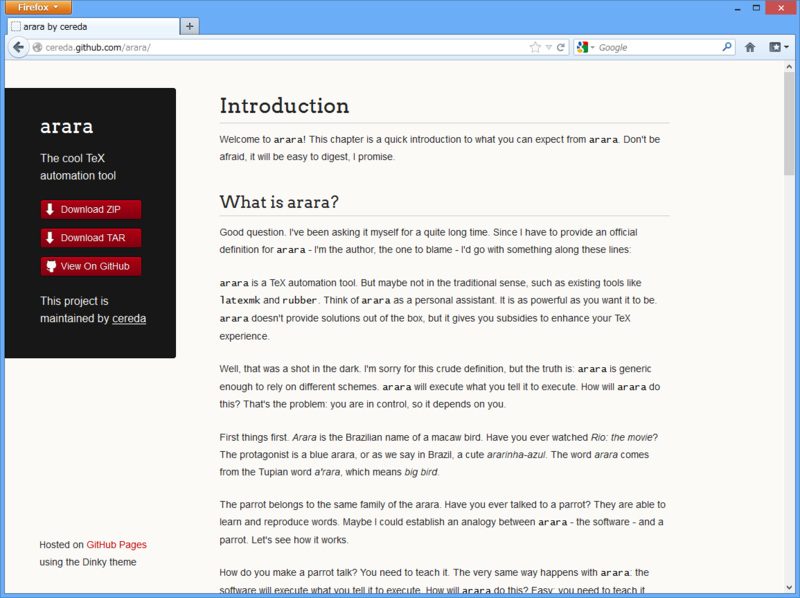 Firefox
arara by cereda
cereda.github.com/arara/
Google
arara
The cool TeX
automation tool
Download ZIP
Download TAR
View On GitHub
This project is
maintained by cereda
Hosted on GitHub Pages
using the Dinky theme
Introduction
Welcome to arara! This chapter is a quick introduction to what you can expect from arara. Don't be
afraid, it will be easy to digest, I promise.
What is arara?
Good question. I've been asking it myself for a quite long time. Since I have to provide an official
definition for arara - I'm the author, the one to blame - I'd go with something along these lines:
arara is a TeX automation tool. But maybe not in the traditional sense, such as existing tools like
latexmk and rubber. Think of arara as a personal assistant. It is as powerful as you want it to be.
arara doesn't provide solutions out of the box, but it gives you subsidies to enhance your TeX
experience.
Well, that was a shot in the dark. I'm sorry for this crude definition, but the truth is: arara is generic
enough to rely on different schemes. arara will execute what you tell it to execute. How will arara do
this? That's the problem: you are in control, so it depends on you.
First things first. Arara is the Brazilian name of a macaw bird. Have you ever watched Rio: the movie?
The protagonist is a blue arara, or as we say in Brazil, a cute ararinha-azul. The word arara comes
from the Tupian word a'rara, which means big bird.
The parrot belongs to the same family of the arara. Have you ever talked to a parrot? They are able to
learn and reproduce words. Maybe I could establish an analogy between arara - the software - and a
parrot. Let's see how it works.
How do you make a parrot talk? You need to teach it. The very same way happens with arara: the
software will execute what you tell it to execute. How will arara do this? Easy: you need to teach it